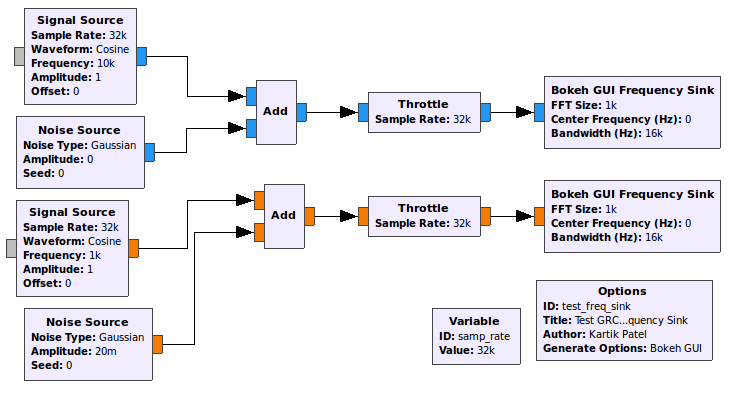 Signal Source
Sample Rate: 32k
Waveform: Cosine
Frequency: 10k
Amplitude: 1
Offset: 0
Noise Source
Noise Type: Gaussian
Amplitude: 0
Seed: 0
Add
Throttle
Sample Rate: 32k
Bokeh GUI Frequency Sink
FFT Size: 1k
Center Frequency (Hz): 0
Bandwidth (Hz): 16k
Signal Source
Sample Rate: 32k
Waveform: Cosine
Frequency: 1k
Amplitude: 1
Offset: 0
Noise Source
Noise Type: Gaussian
Amplitude: 20m
Seed: 0
Add
Throttle
Sample Rate: 32k
Bokeh GUI Frequency Sink
FFT Size: 1k
Center Frequency (Hz): 0
Bandwidth (Hz): 16k
Variable
ID: samp_rate
Value: 32k
Options
ID: test_freq_sink
Title: Test GRC...quency Sink
Author: Kartik Patel
Generate Options: Bokeh GUI